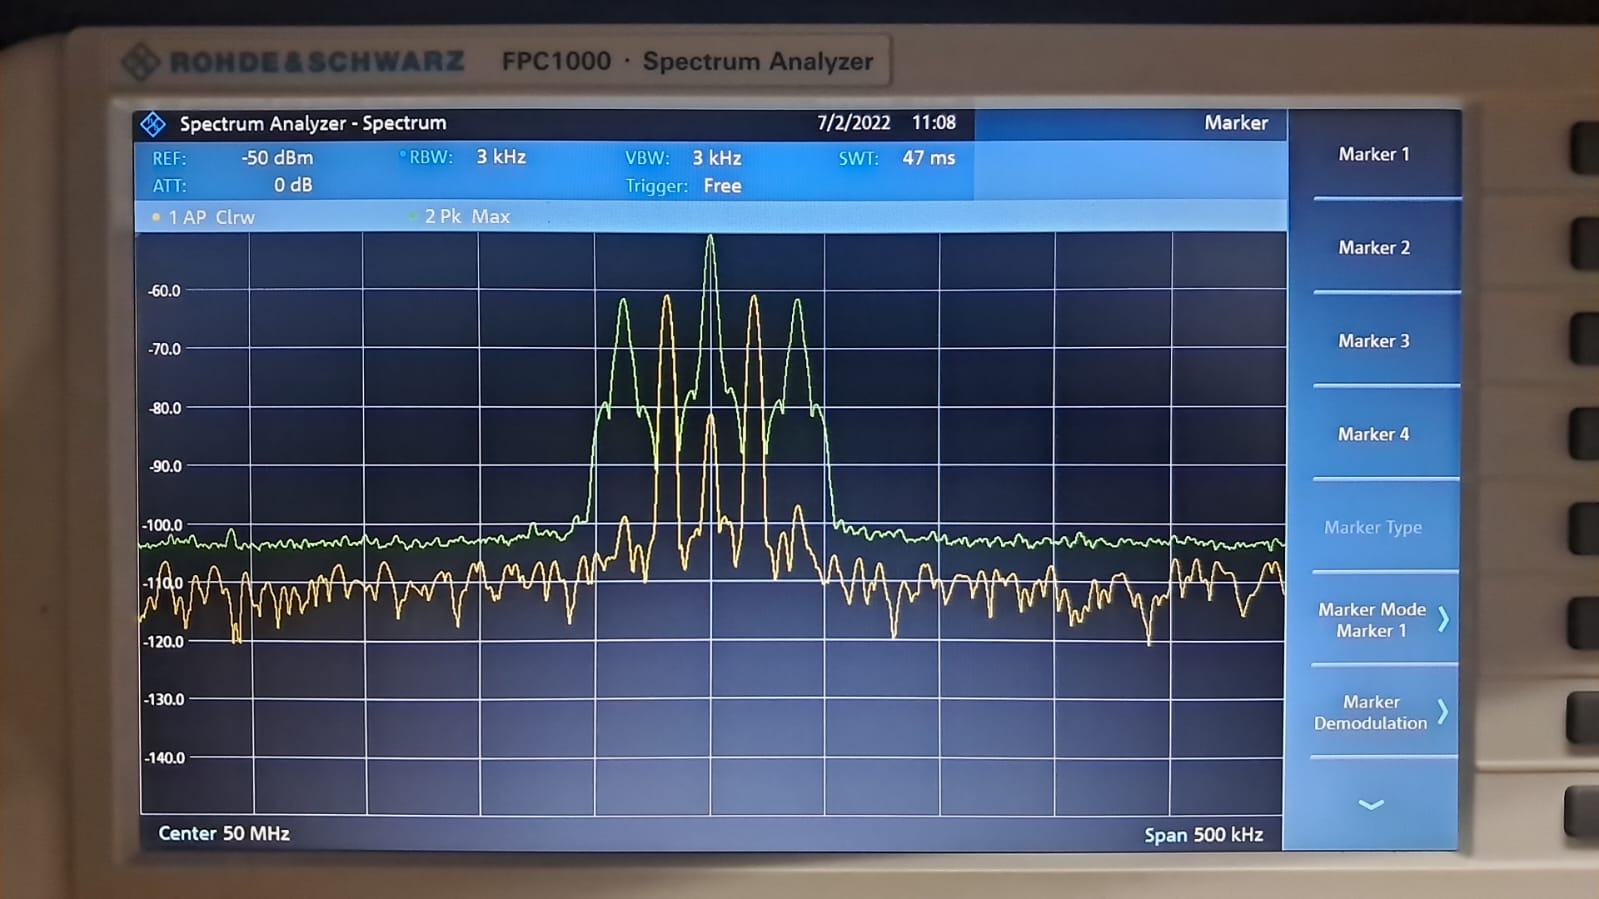 ROHDE&SCHWARZ FPC1000 · Spectrum Analyzer
Spectrum Analyzer - Spectrum 7/2/2022 11:08 Marker
REF: -50 dBm RBW: 3 kHz VBW: 3 kHz SWT: 47 ms
ATT: 0 dB Trigger: Free
1 AP Clrw 2 Pk Max
-60.0
-70.0
-80.0
-90.0
-100.0
-110.0
-120.0
-130.0
-140.0
Center 50 MHz Span 500 kHz
Marker 1
Marker 2
Marker 3
Marker 4
Marker Type
Marker Mode
Marker 1
Marker
Demodulation